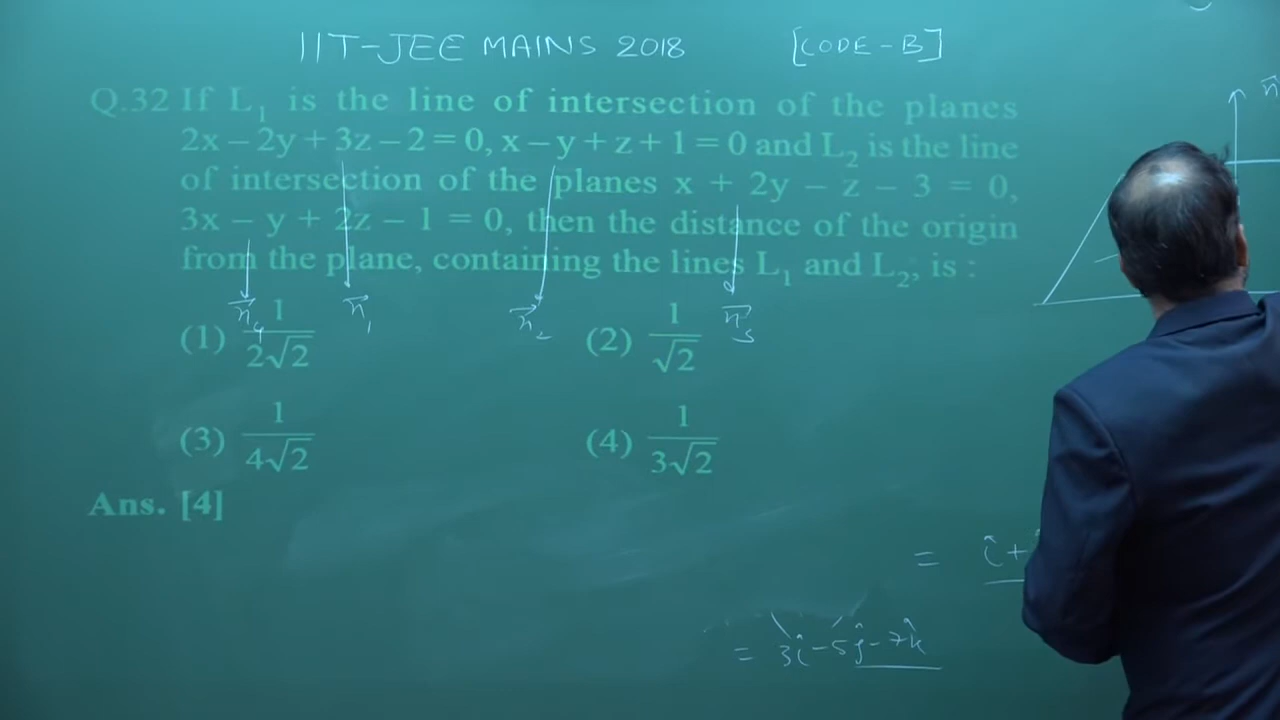 IIT-JEE MAINS 2018 [CODE-B]
Q.32 If L₁ is the line of intersection of the planes
2x – 2y + 3z – 2 = 0, x – y + z + 1 = 0 and L₂ is the line
of intersection of the planes x + 2y – z – 3 = 0,
3x – y + 2z – 1 = 0, then the distance of the origin
from the plane, containing the lines L₁ and L₂, is :
n⃗₄ n⃗₁ n⃗₂ n⃗₃
(1) 1/2√2 (2) 1/√2
(3) 1/4√2 (4) 1/3√2
Ans. [4]
= î +
= 3î – 5ĵ – 7k̂